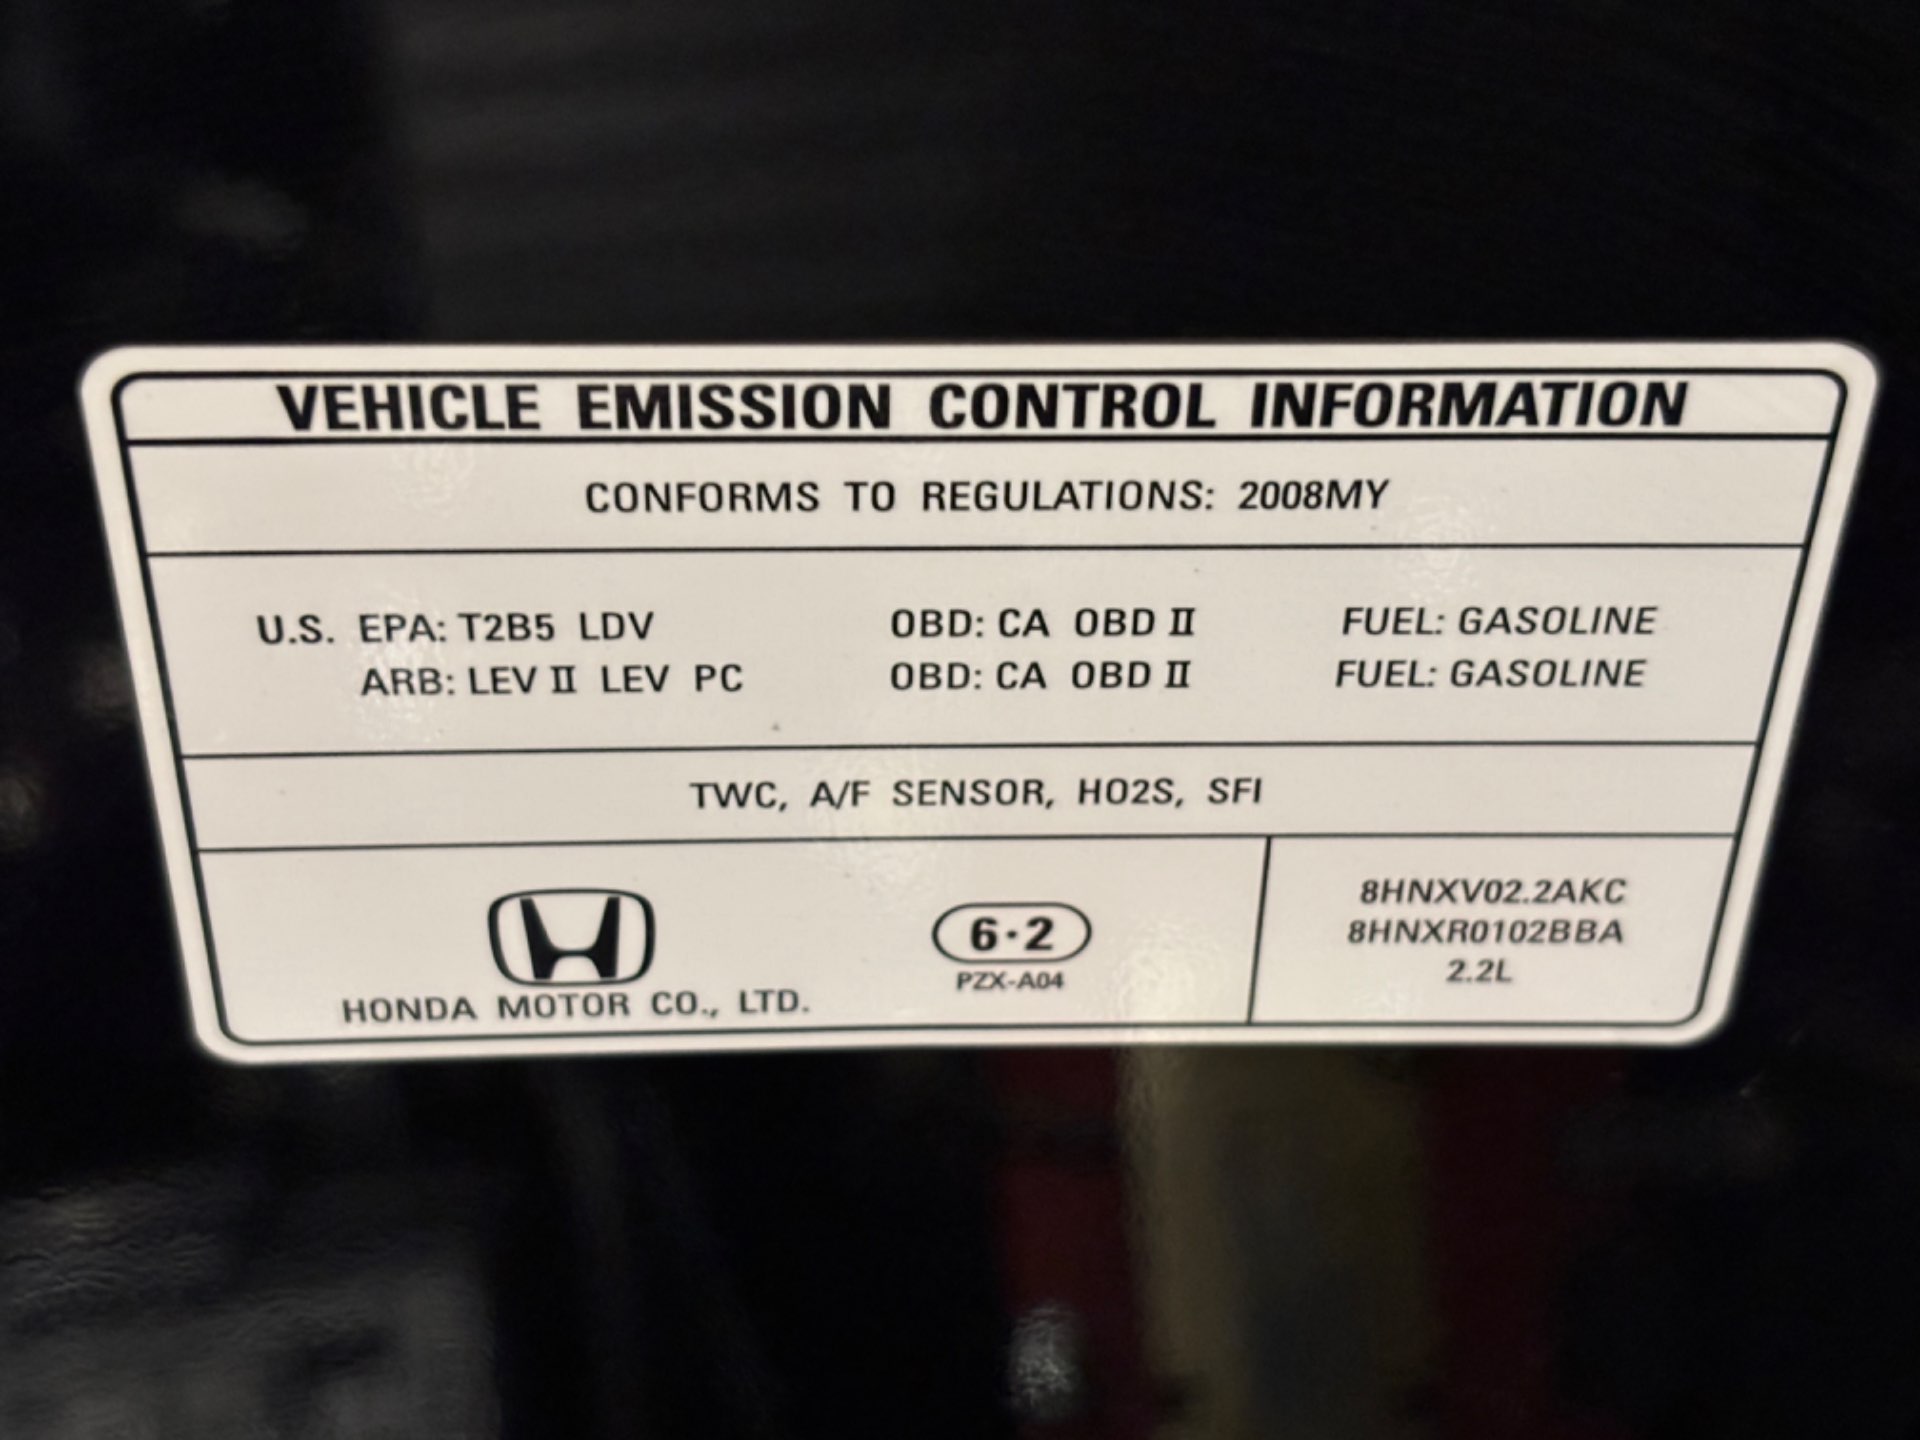 VEHICLE EMISSION CONTROL INFORMATION
CONFORMS TO REGULATIONS: 2008MY
U.S. EPA: T2B5 LDV OBD: CA OBD II FUEL: GASOLINE
ARB: LEV II LEV PC OBD: CA OBD II FUEL: GASOLINE
TWC, A/F SENSOR, HO2S, SFI
HONDA MOTOR CO., LTD.
6·2
PZX-A04
8HNXV02.2AKC
8HNXR0102BBA
2.2L